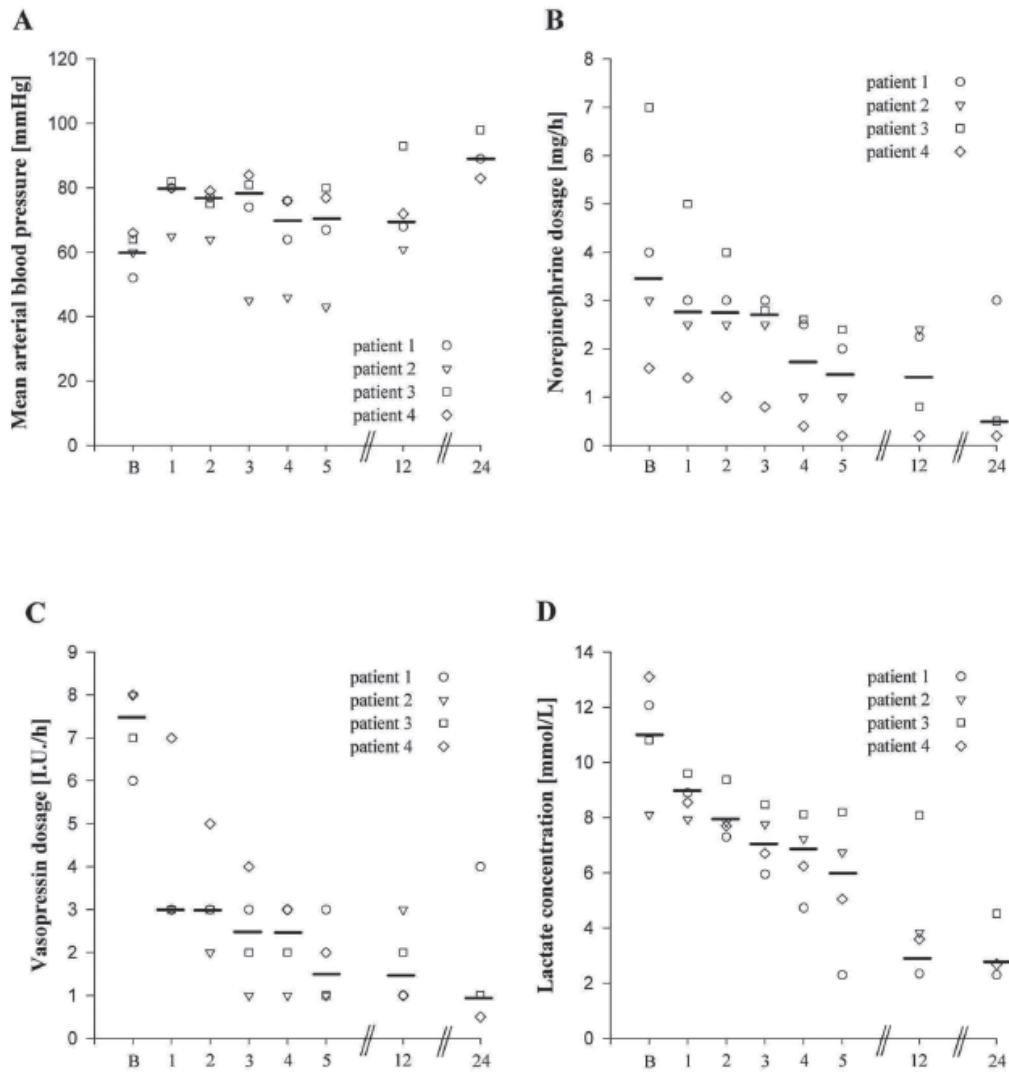 A
Mean arterial blood pressure [mmHg]
120
100
80
60
40
20
0
patient 1
patient 2
patient 3
patient 4
B 1 2 3 4 5 12 24
B
Norepinephrine dosage [mg/h]
8
7
6
5
4
3
2
1
0
patient 1
patient 2
patient 3
patient 4
B 1 2 3 4 5 12 24
C
Vasopressin dosage [I.U./h]
9
8
7
6
5
4
3
2
1
0
patient 1
patient 2
patient 3
patient 4
B 1 2 3 4 5 12 24
D
Lactate concentration [mmol/L]
14
12
10
8
6
4
2
0
patient 1
patient 2
patient 3
patient 4
B 1 2 3 4 5 12 24